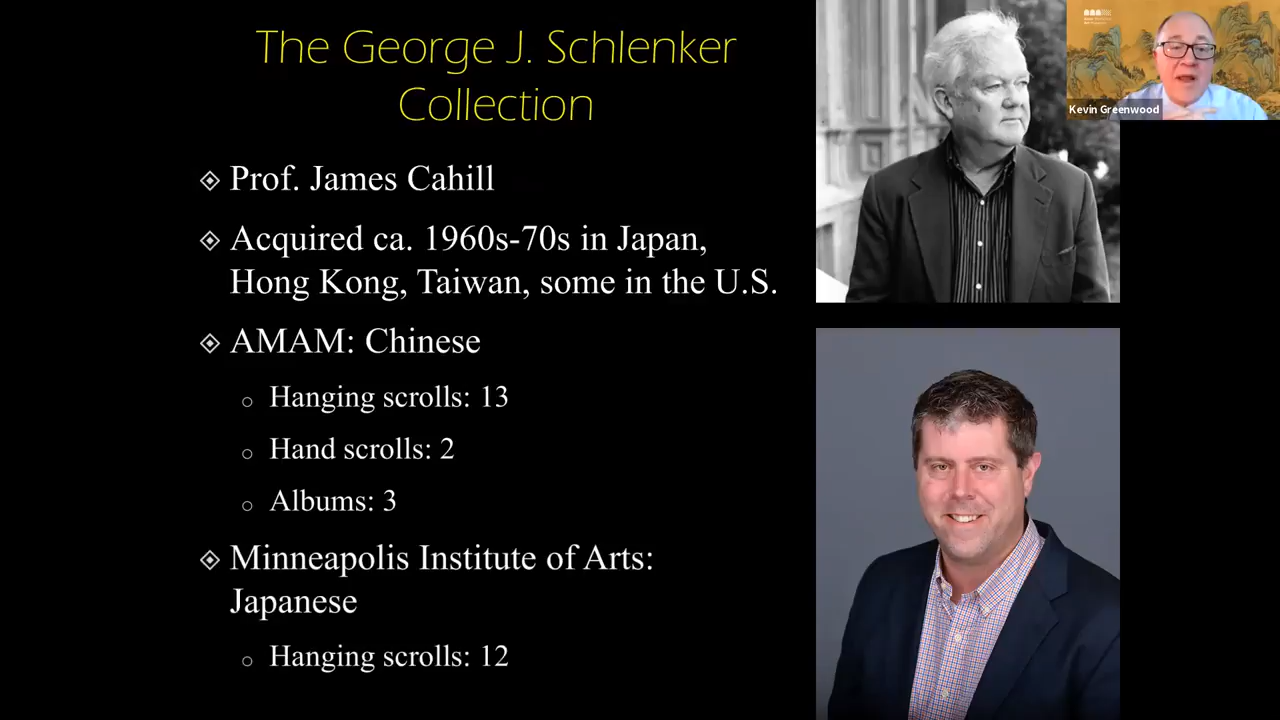 The George J. Schlenker
Collection
Prof. James Cahill
Acquired ca. 1960s-70s in Japan,
Hong Kong, Taiwan, some in the U.S.
AMAM: Chinese
Hanging scrolls: 13
Hand scrolls: 2
Albums: 3
Minneapolis Institute of Arts:
Japanese
Hanging scrolls: 12
Kevin Greenwood